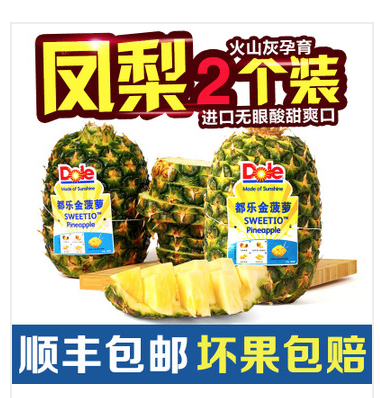 火山灰孕育
凤梨2个装
进口无眼酸甜爽口
Dole
Made of Sunshine
都乐金菠萝
SWEETIO™
Pineapple
Dole
Made of Sunshine
都乐金菠萝
SWEETIO™
Pineapple
顺丰包邮 坏果包赔